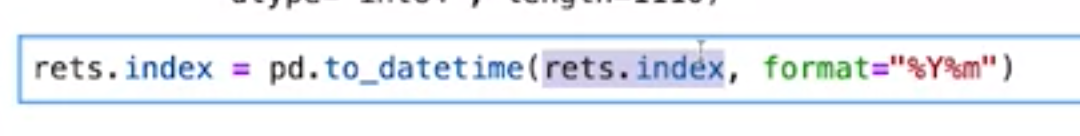 rets.index = pd.to_datetime(rets.index, format="%Y%m")